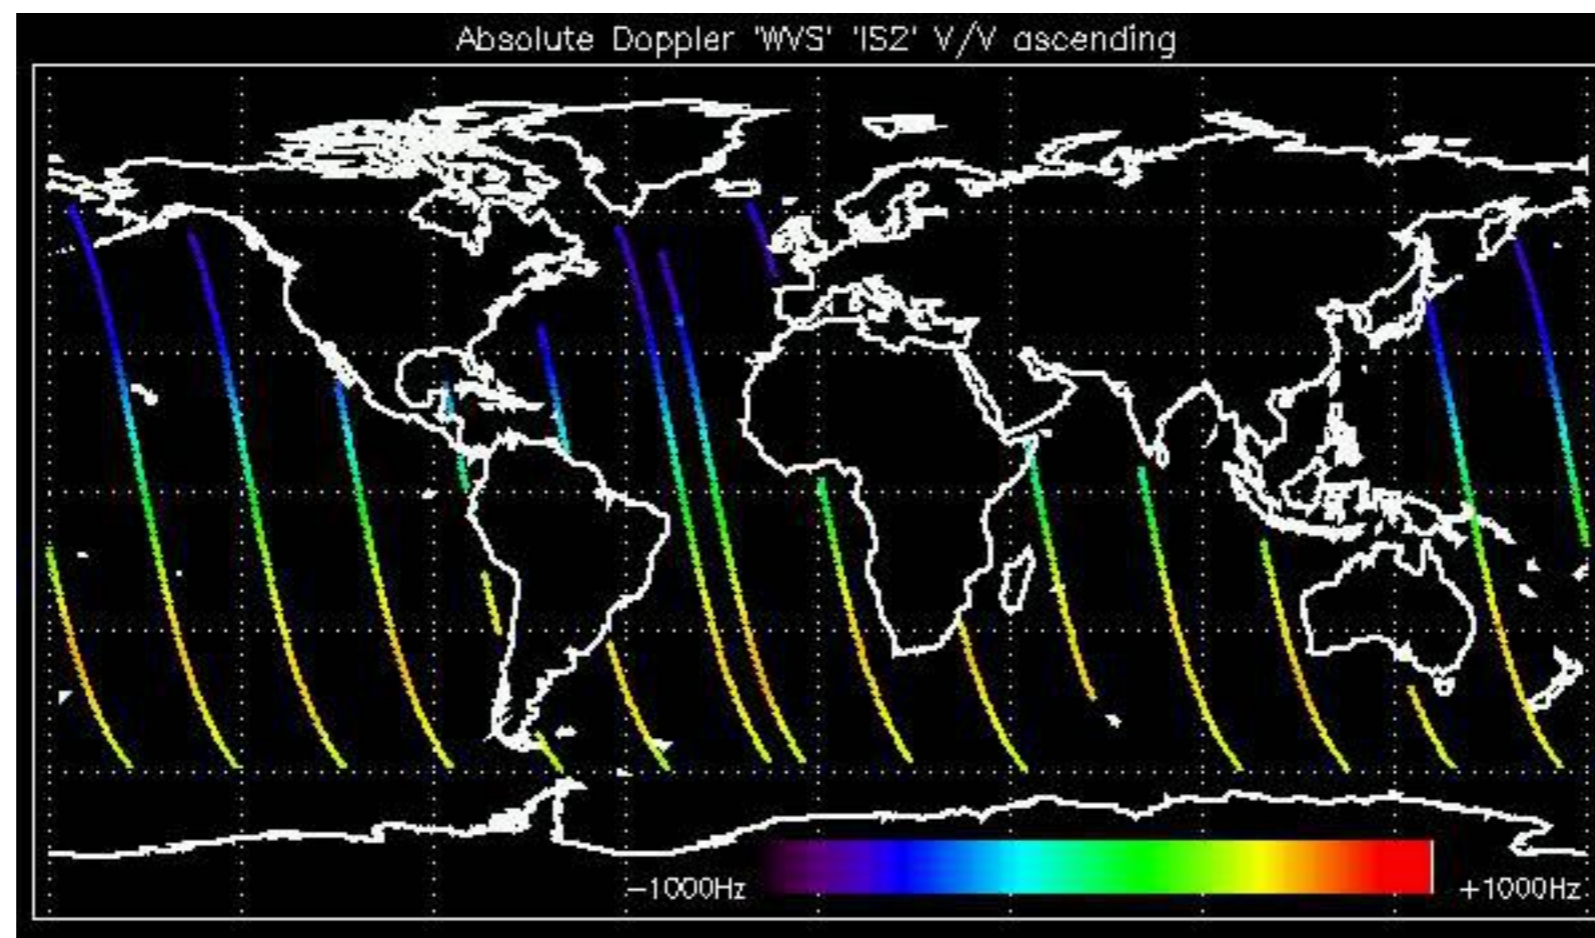 Absolute Doppler 'WVS' 'IS2' V/V ascending
−1000Hz +1000Hz